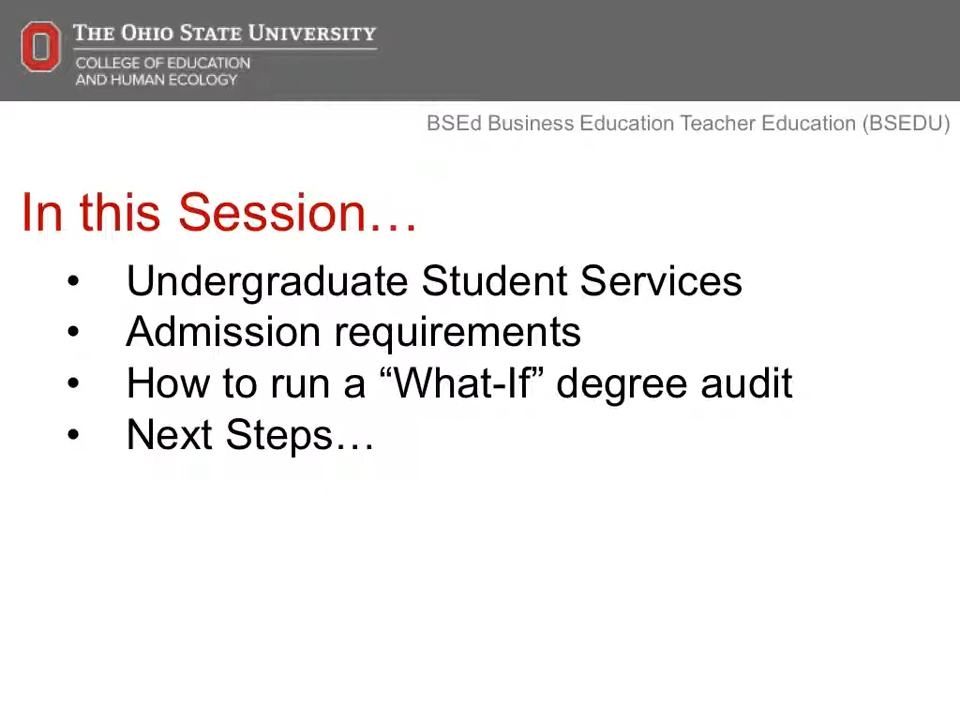 THE OHIO STATE UNIVERSITY
COLLEGE OF EDUCATION
AND HUMAN ECOLOGY
BSEd Business Education Teacher Education (BSEDU)
In this Session…
• Undergraduate Student Services
• Admission requirements
• How to run a “What-If” degree audit
• Next Steps…